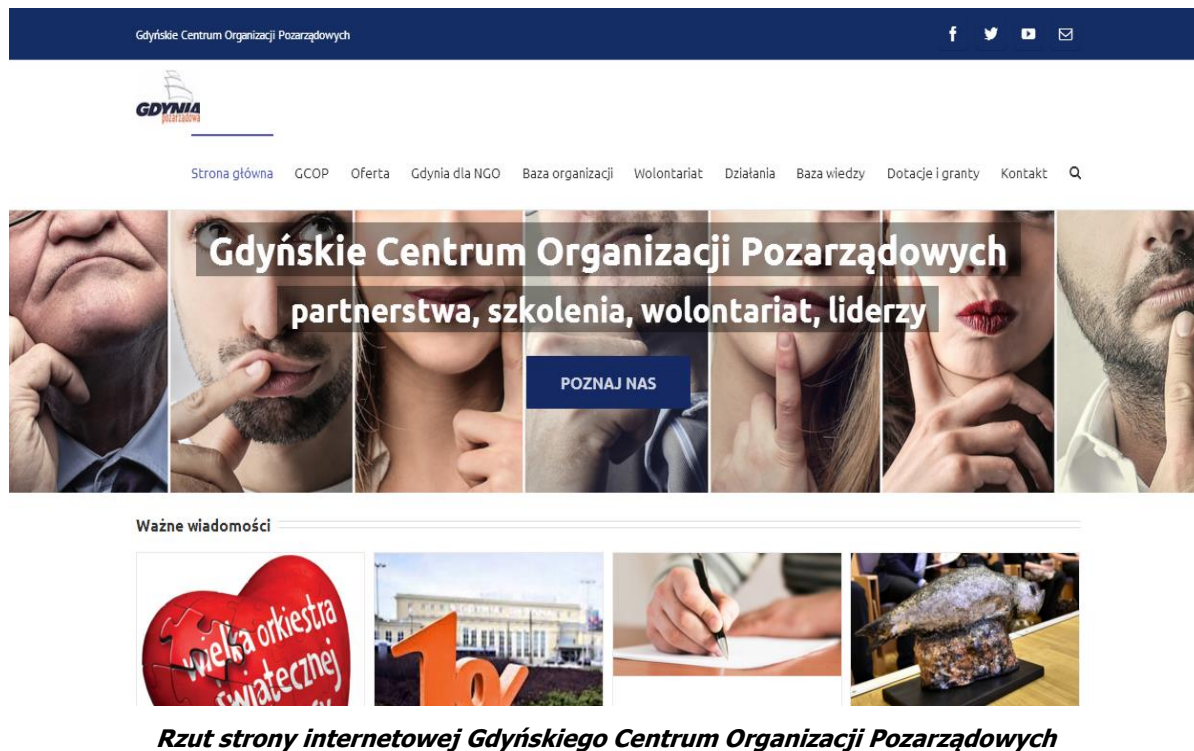 Gdyńskie Centrum Organizacji Pozarządowych
GDYNIA
pozarządowa
Strona główna GCOP Oferta Gdynia dla NGO Baza organizacji Wolontariat Działania Baza wiedzy Dotacje i granty Kontakt
Gdyńskie Centrum Organizacji Pozarządowych
partnerstwa, szkolenia, wolontariat, liderzy
POZNAJ NAS
Ważne wiadomości
wielka orkiestra
świątecznej
1%
Rzut strony internetowej Gdyńskiego Centrum Organizacji Pozarządowych